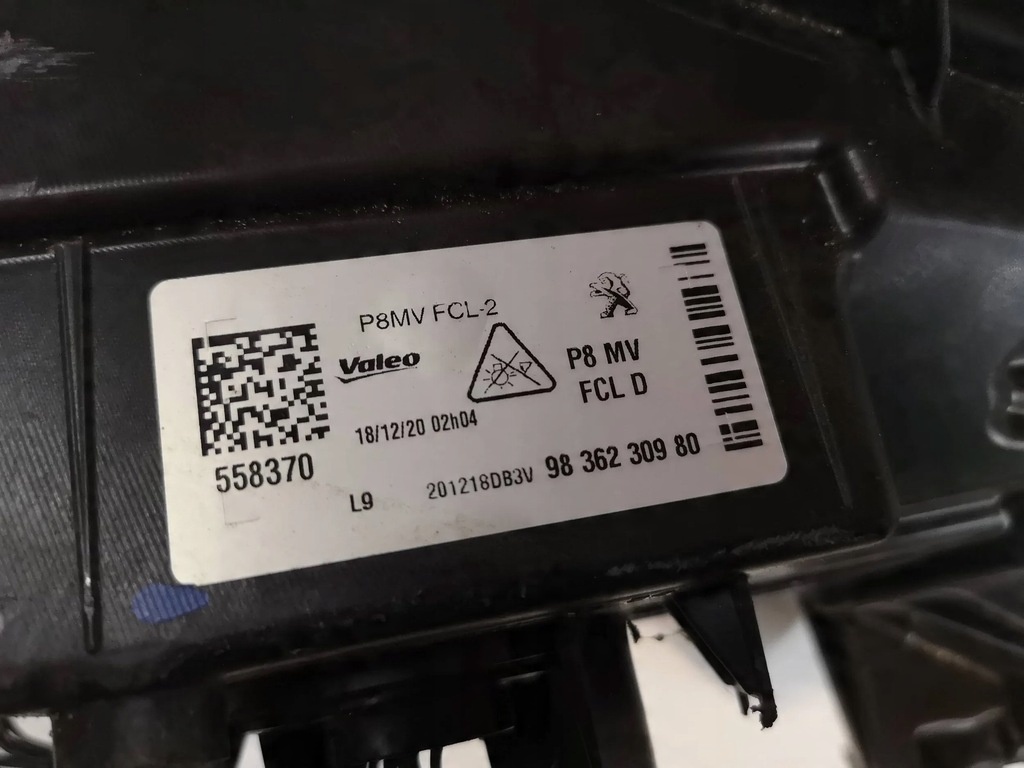 P8MV FCL-2
Valeo
P8 MV
FCL D
18/12/20 02h04
558370
L9
201218DB3V 98 362 309 80